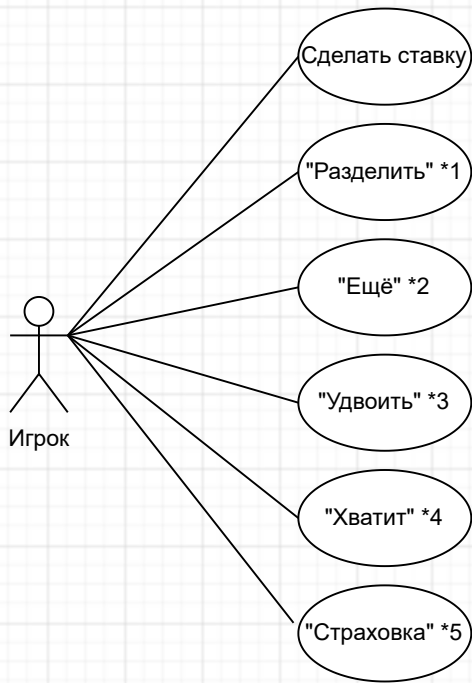 Сделать ставку
"Разделить" *1
"Ещё" *2
"Удвоить" *3
Игрок
"Хватит" *4
"Страховка" *5